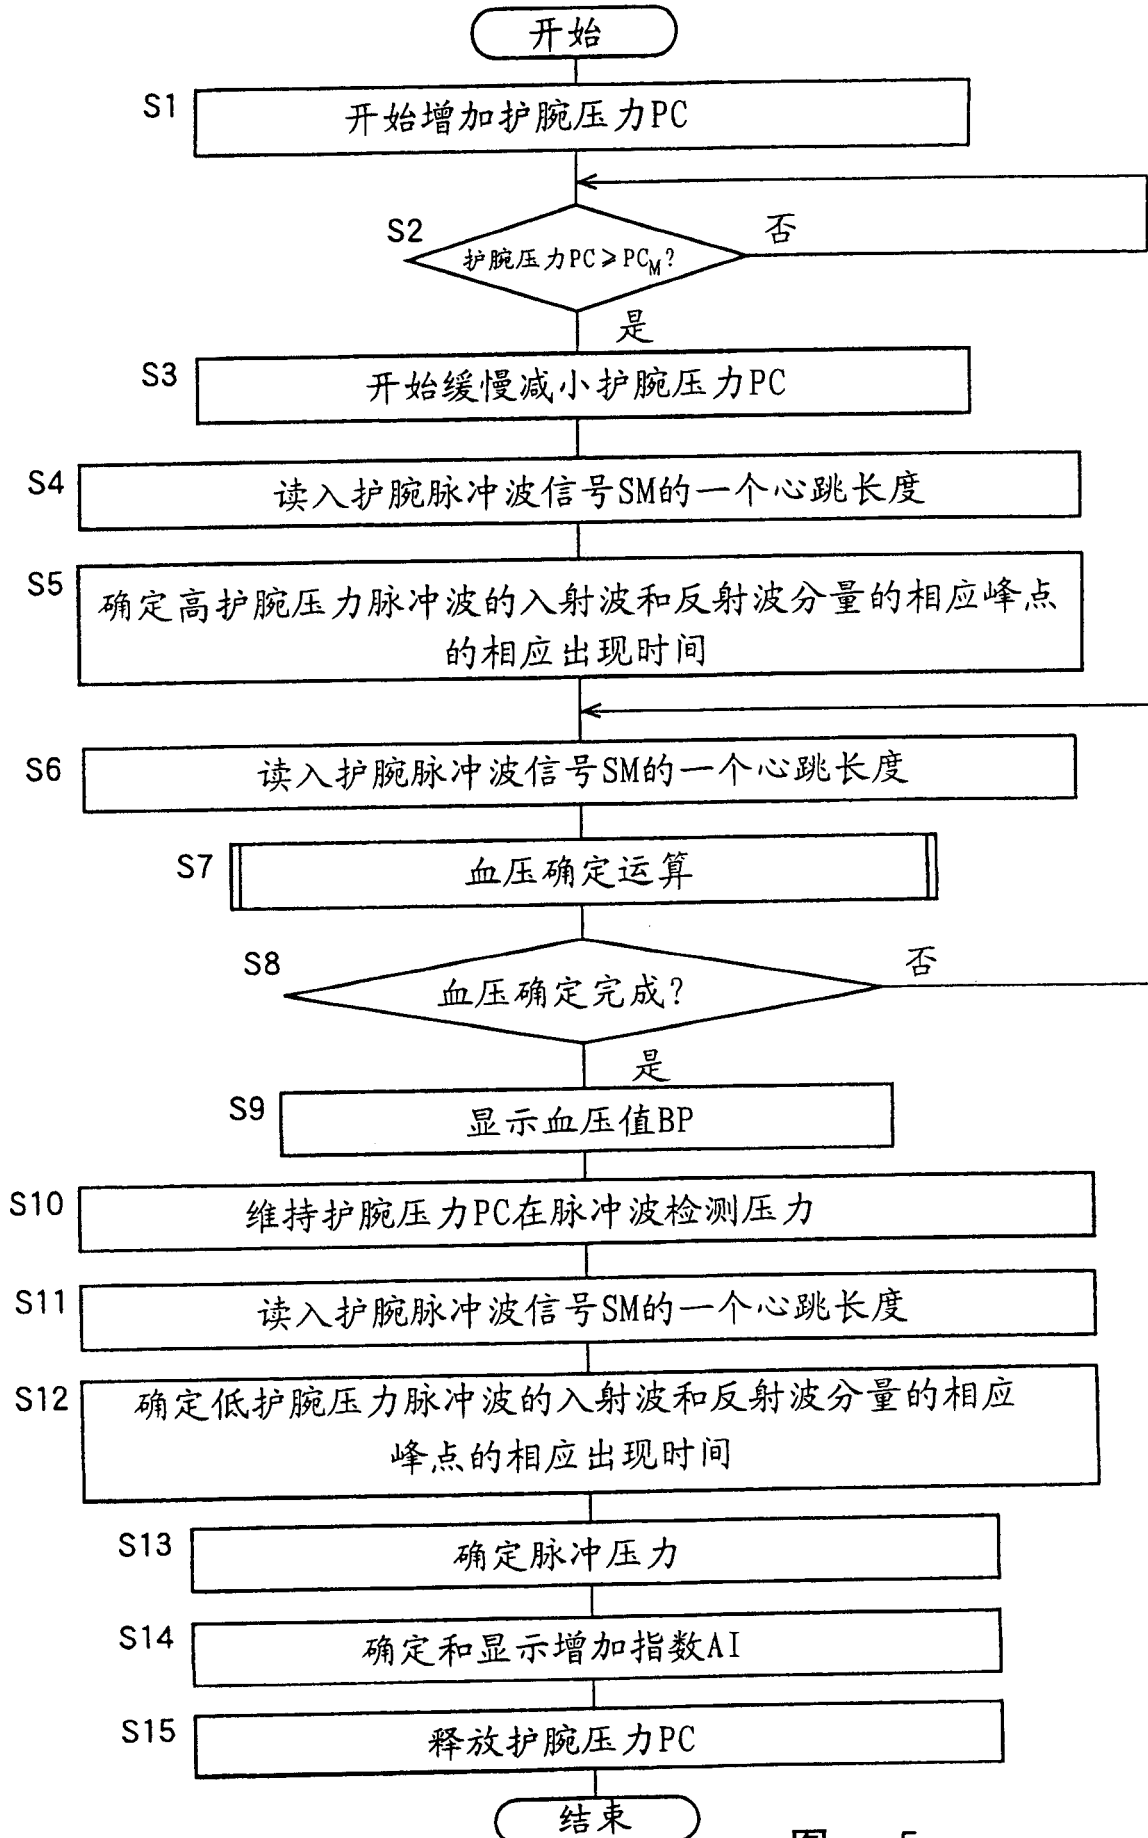 开始
S1 开始增加护腕压力PC
S2 护腕压力PC≥PCM?
否
是
S3 开始缓慢减小护腕压力PC
S4 读入护腕脉冲波信号SM的一个心跳长度
S5 确定高护腕压力脉冲波的入射波和反射波分量的相应峰点
的相应出现时间
S6 读入护腕脉冲波信号SM的一个心跳长度
S7 血压确定运算
S8 血压确定完成?
否
是
S9 显示血压值BP
S10 维持护腕压力PC在脉冲波检测压力
S11 读入护腕脉冲波信号SM的一个心跳长度
S12 确定低护腕压力脉冲波的入射波和反射波分量的相应
峰点的相应出现时间
S13 确定脉冲压力
S14 确定和显示增加指数AI
S15 释放护腕压力PC
结束
图 5